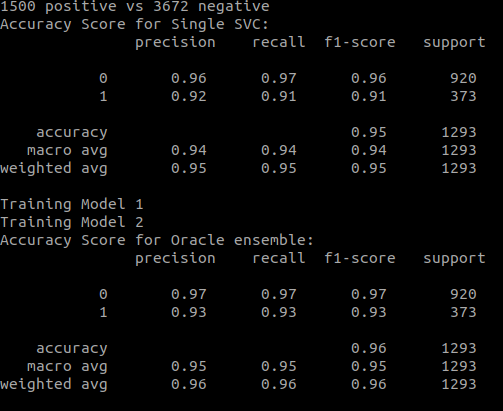 1500 positive vs 3672 negative
Accuracy Score for Single SVC:
precision recall f1-score support
0 0.96 0.97 0.96 920
1 0.92 0.91 0.91 373
accuracy 0.95 1293
macro avg 0.94 0.94 0.94 1293
weighted avg 0.95 0.95 0.95 1293
Training Model 1
Training Model 2
Accuracy Score for Oracle ensemble:
precision recall f1-score support
0 0.97 0.97 0.97 920
1 0.93 0.93 0.93 373
accuracy 0.96 1293
macro avg 0.95 0.95 0.95 1293
weighted avg 0.96 0.96 0.96 1293